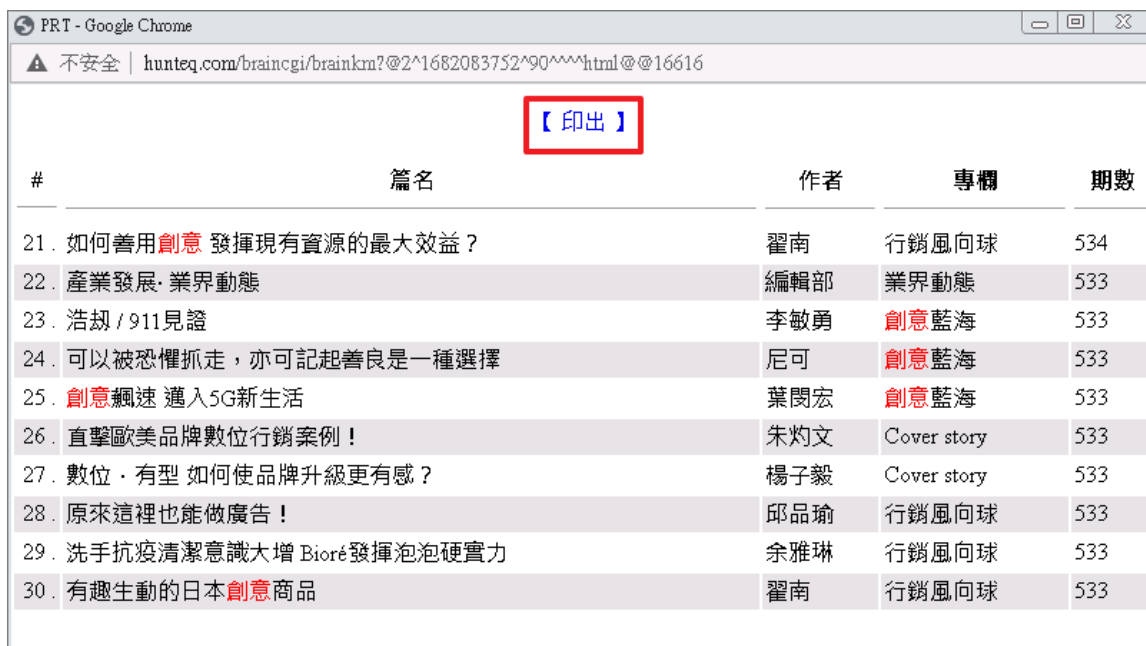 PRT - Google Chrome
不安全 | hunteq.com/braincgi/brainkm?@2^1682083752^90^^^^html@@16616
【 印出 】
# 篇名 作者 專欄 期數
21. 如何善用創意 發揮現有資源的最大效益？ 翟南 行銷風向球 534
22. 產業發展‧業界動態 編輯部 業界動態 533
23. 浩劫 / 911見證 李敏勇 創意藍海 533
24. 可以被恐懼抓走，亦可記起善良是一種選擇 尼可 創意藍海 533
25. 創意飆速 邁入5G新生活 葉閔宏 創意藍海 533
26. 直擊歐美品牌數位行銷案例！ 朱灼文 Cover story 533
27. 數位．有型 如何使品牌升級更有感？ 楊子毅 Cover story 533
28. 原來這裡也能做廣告！ 邱品瑜 行銷風向球 533
29. 洗手抗疫清潔意識大增 Bioré發揮泡泡硬實力 余雅琳 行銷風向球 533
30. 有趣生動的日本創意商品 翟南 行銷風向球 533